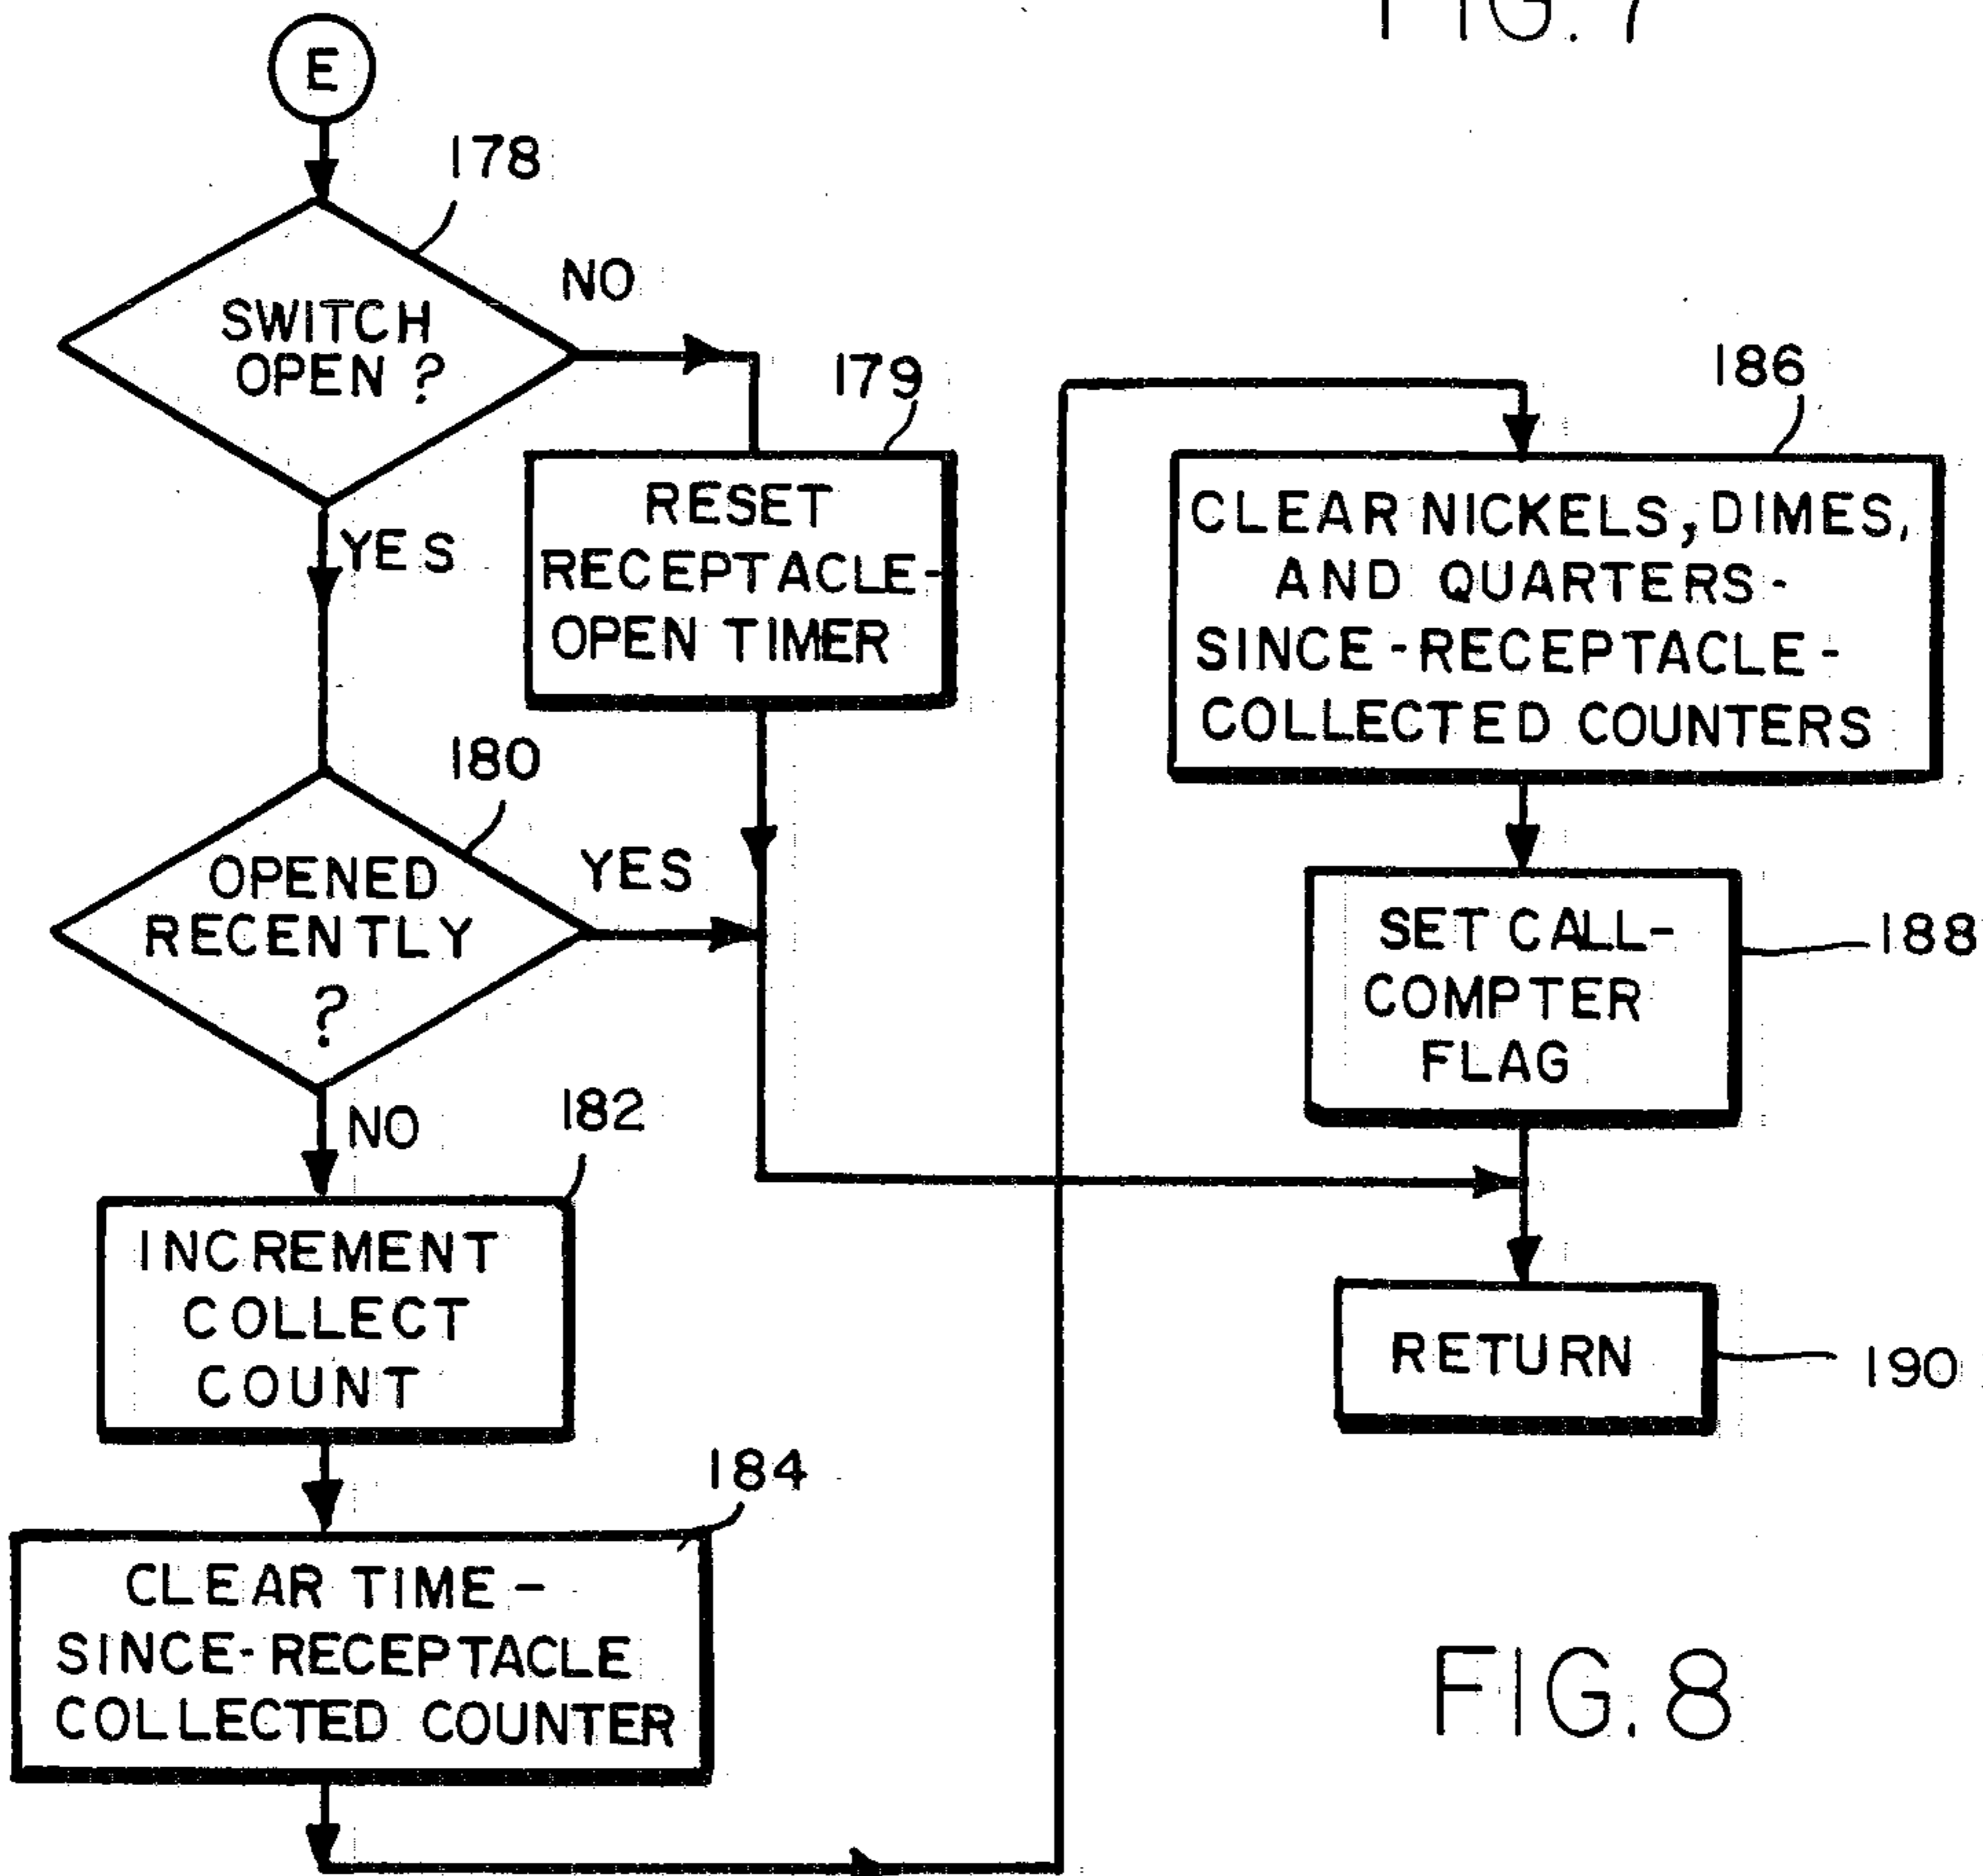 FIG. 7
E
178
SWITCH
OPEN ?
NO
YES
179
RESET
RECEPTACLE-
OPEN TIMER
180
OPENED
RECENTLY
?
YES
NO
182
INCREMENT
COLLECT
COUNT
184
CLEAR TIME-
SINCE-RECEPTACLE
COLLECTED COUNTER
186
CLEAR NICKELS, DIMES,
AND QUARTERS-
SINCE-RECEPTACLE-
COLLECTED COUNTERS
188
SET CALL-
COMPTER
FLAG
RETURN
190
FIG. 8